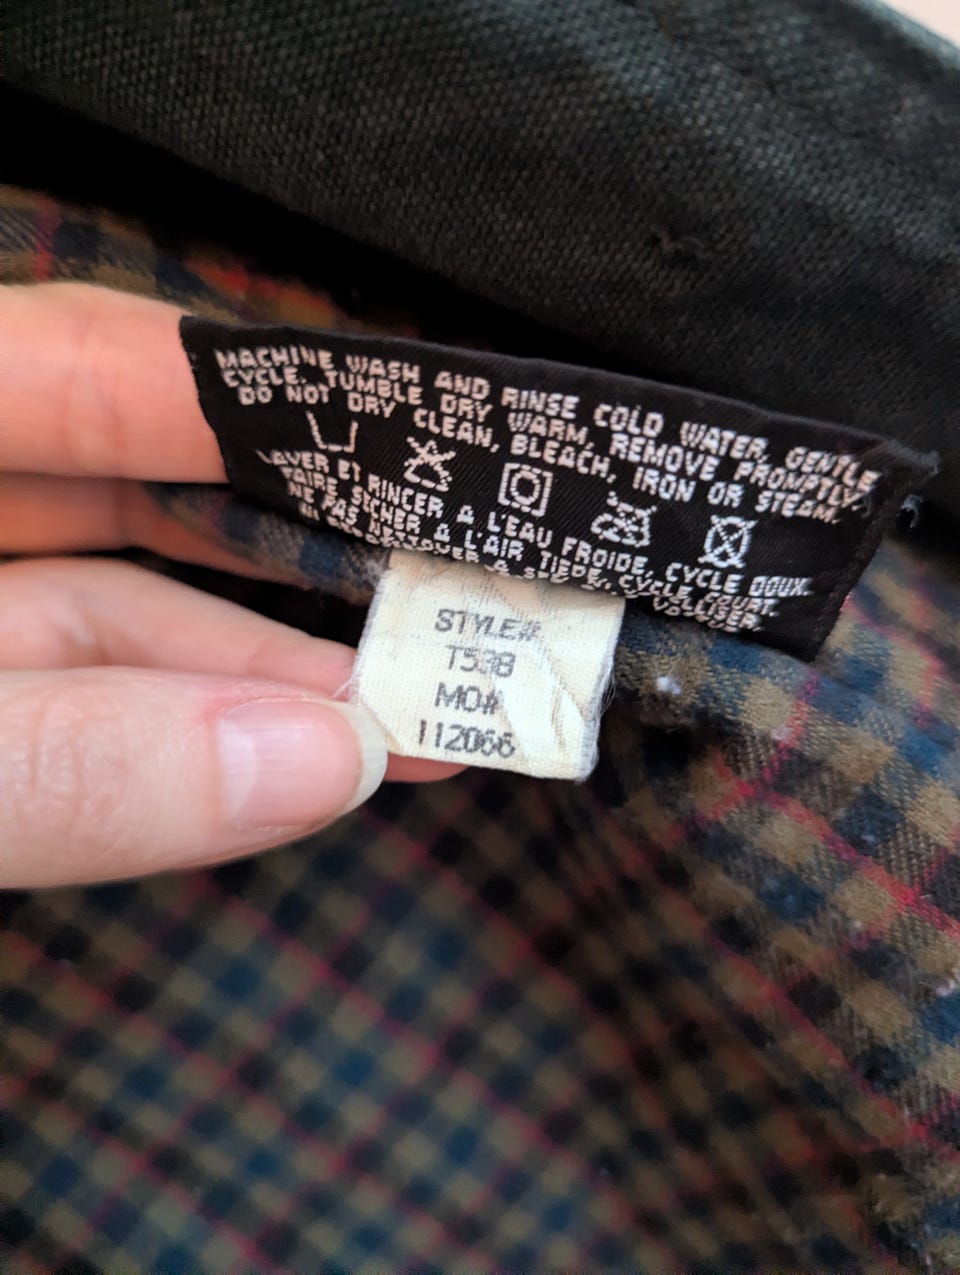 MACHINE WASH AND RINSE COLD WATER, GENTLE
CYCLE. TUMBLE DRY WARM, REMOVE PROMPTLY.
DO NOT DRY CLEAN, BLEACH, IRON OR STEAM.
LAVER ET RINCER A L'EAU FROIDE, CYCLE DOUX.
FAIRE SECHER A L'AIR TIEDE, CYCLE COURT.
NE PAS NETTOYER A SEC,
STYLE#
T538
MO#
112066